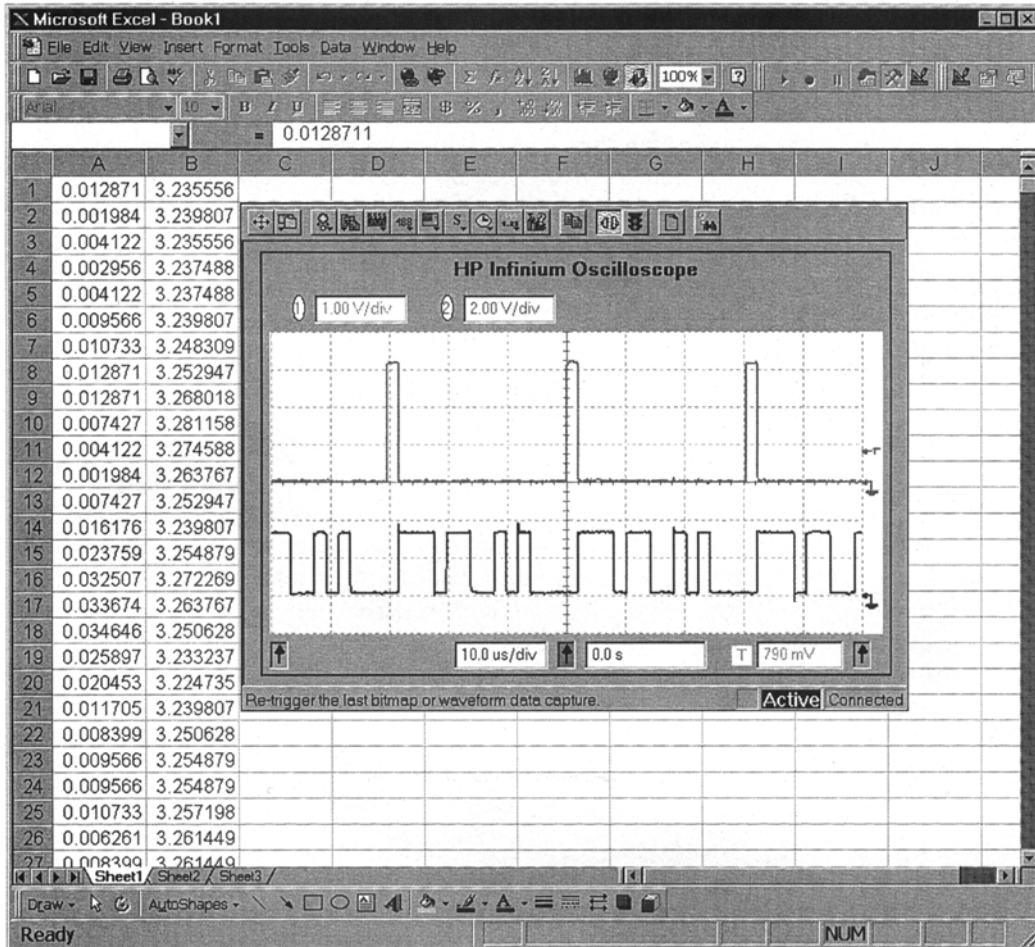 Microsoft Excel - Book1
File Edit View Insert Format Tools Data Window Help
100%
Arial 10 B I U $ % ,
= 0.0128711
A B C D E F G H I J
1 0.012871 3.235556
2 0.001984 3.239807
3 0.004122 3.235556
4 0.002956 3.237488
5 0.004122 3.237488
6 0.009566 3.239807
7 0.010733 3.248309
8 0.012871 3.252947
9 0.012871 3.268018
10 0.007427 3.281158
11 0.004122 3.274588
12 0.001984 3.263767
13 0.007427 3.252947
14 0.016176 3.239807
15 0.023759 3.254879
16 0.032507 3.272269
17 0.033674 3.263767
18 0.034646 3.250628
19 0.025897 3.233237
20 0.020453 3.224735
21 0.011705 3.239807
22 0.008399 3.250628
23 0.009566 3.254879
24 0.009566 3.254879
25 0.010733 3.257198
26 0.006261 3.261449
27 0.008399 3.261449
HP Infinium Oscilloscope
1 1.00 V/div 2 2.00 V/div
10.0 us/div 0.0 s T 790 mV
Re-trigger the last bitmap or waveform data capture. Active Connected
Sheet1 Sheet2 Sheet3
Draw AutoShapes A
Ready NUM